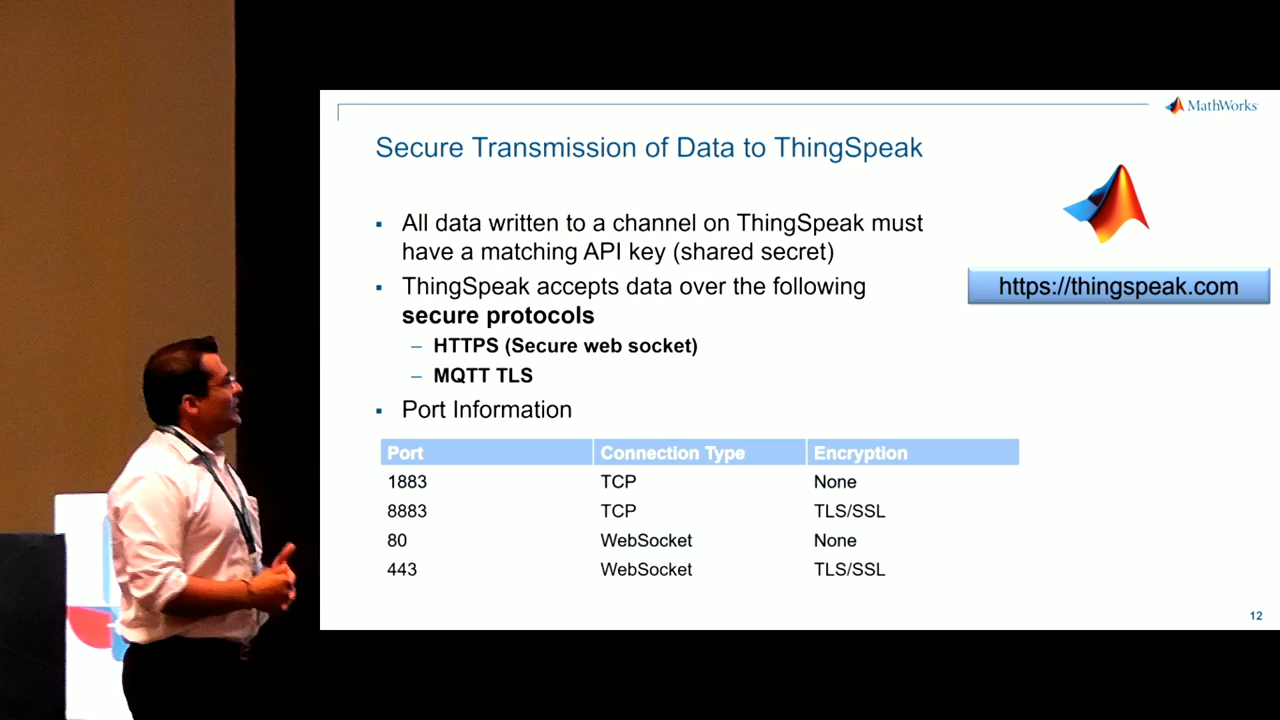 MathWorks
Secure Transmission of Data to ThingSpeak
▪ All data written to a channel on ThingSpeak must
have a matching API key (shared secret)
▪ ThingSpeak accepts data over the following
secure protocols
– HTTPS (Secure web socket)
– MQTT TLS
▪ Port Information
https://thingspeak.com
Port Connection Type Encryption
1883 TCP None
8883 TCP TLS/SSL
80 WebSocket None
443 WebSocket TLS/SSL
12